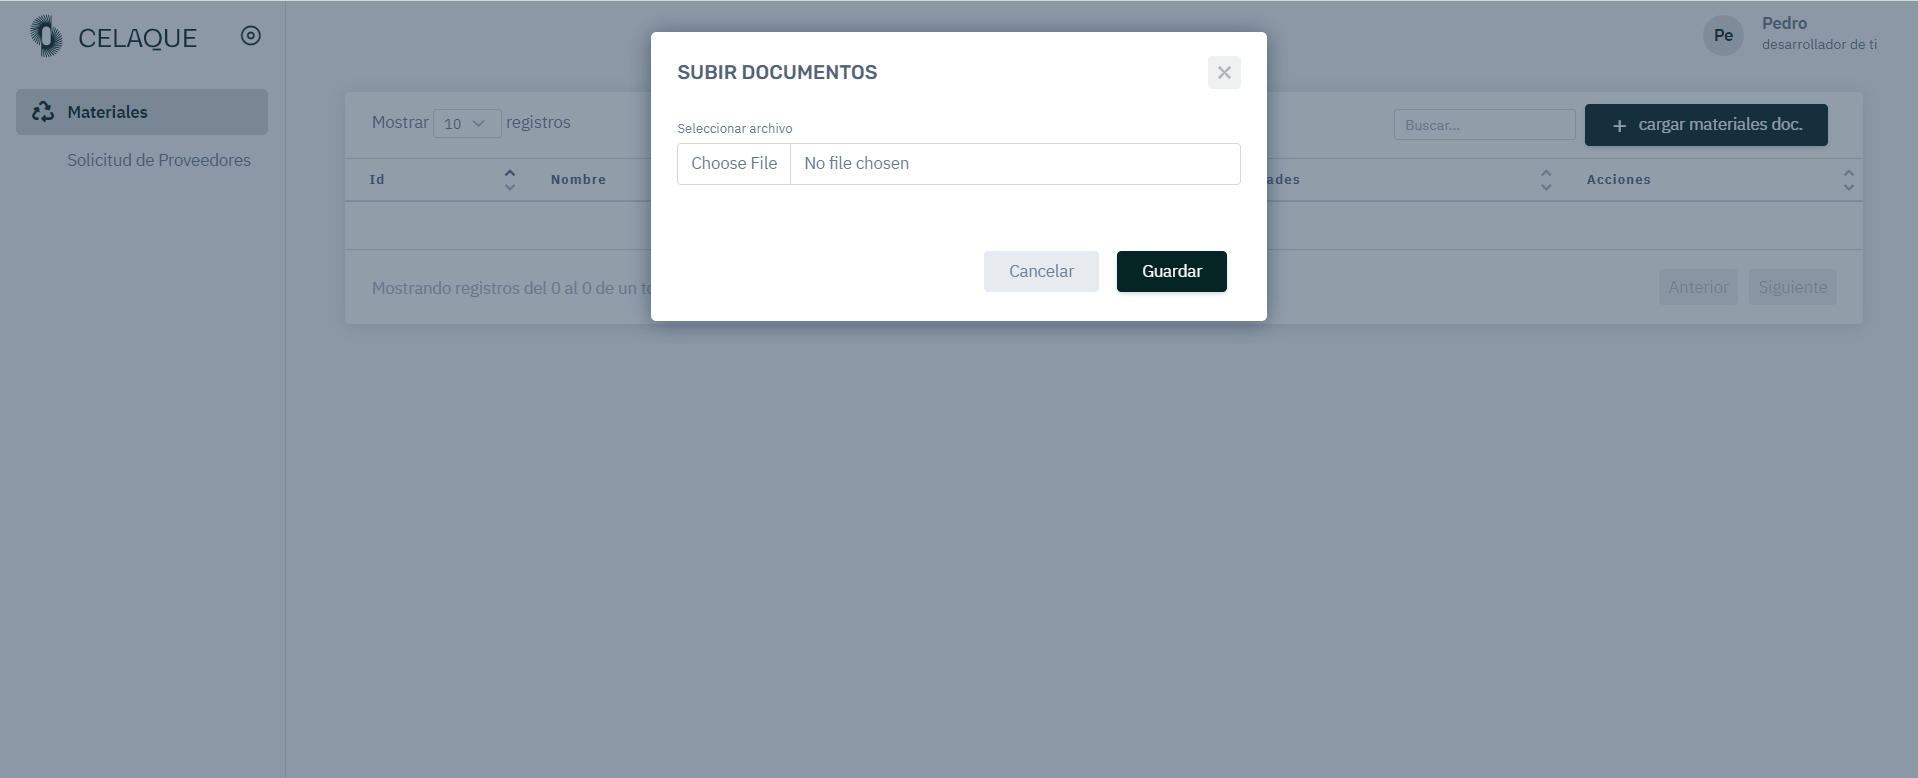 CELAQUE
Pe
Pedro
desarrollador de ti
Materiales
Solicitud de Proveedores
SUBIR DOCUMENTOS
Seleccionar archivo
Choose File No file chosen
Cancelar Guardar
Mostrar 10 registros
Buscar...
+ cargar materiales doc.
Id Nombre ades Acciones
Mostrando registros del 0 al 0 de un
Anterior Siguiente